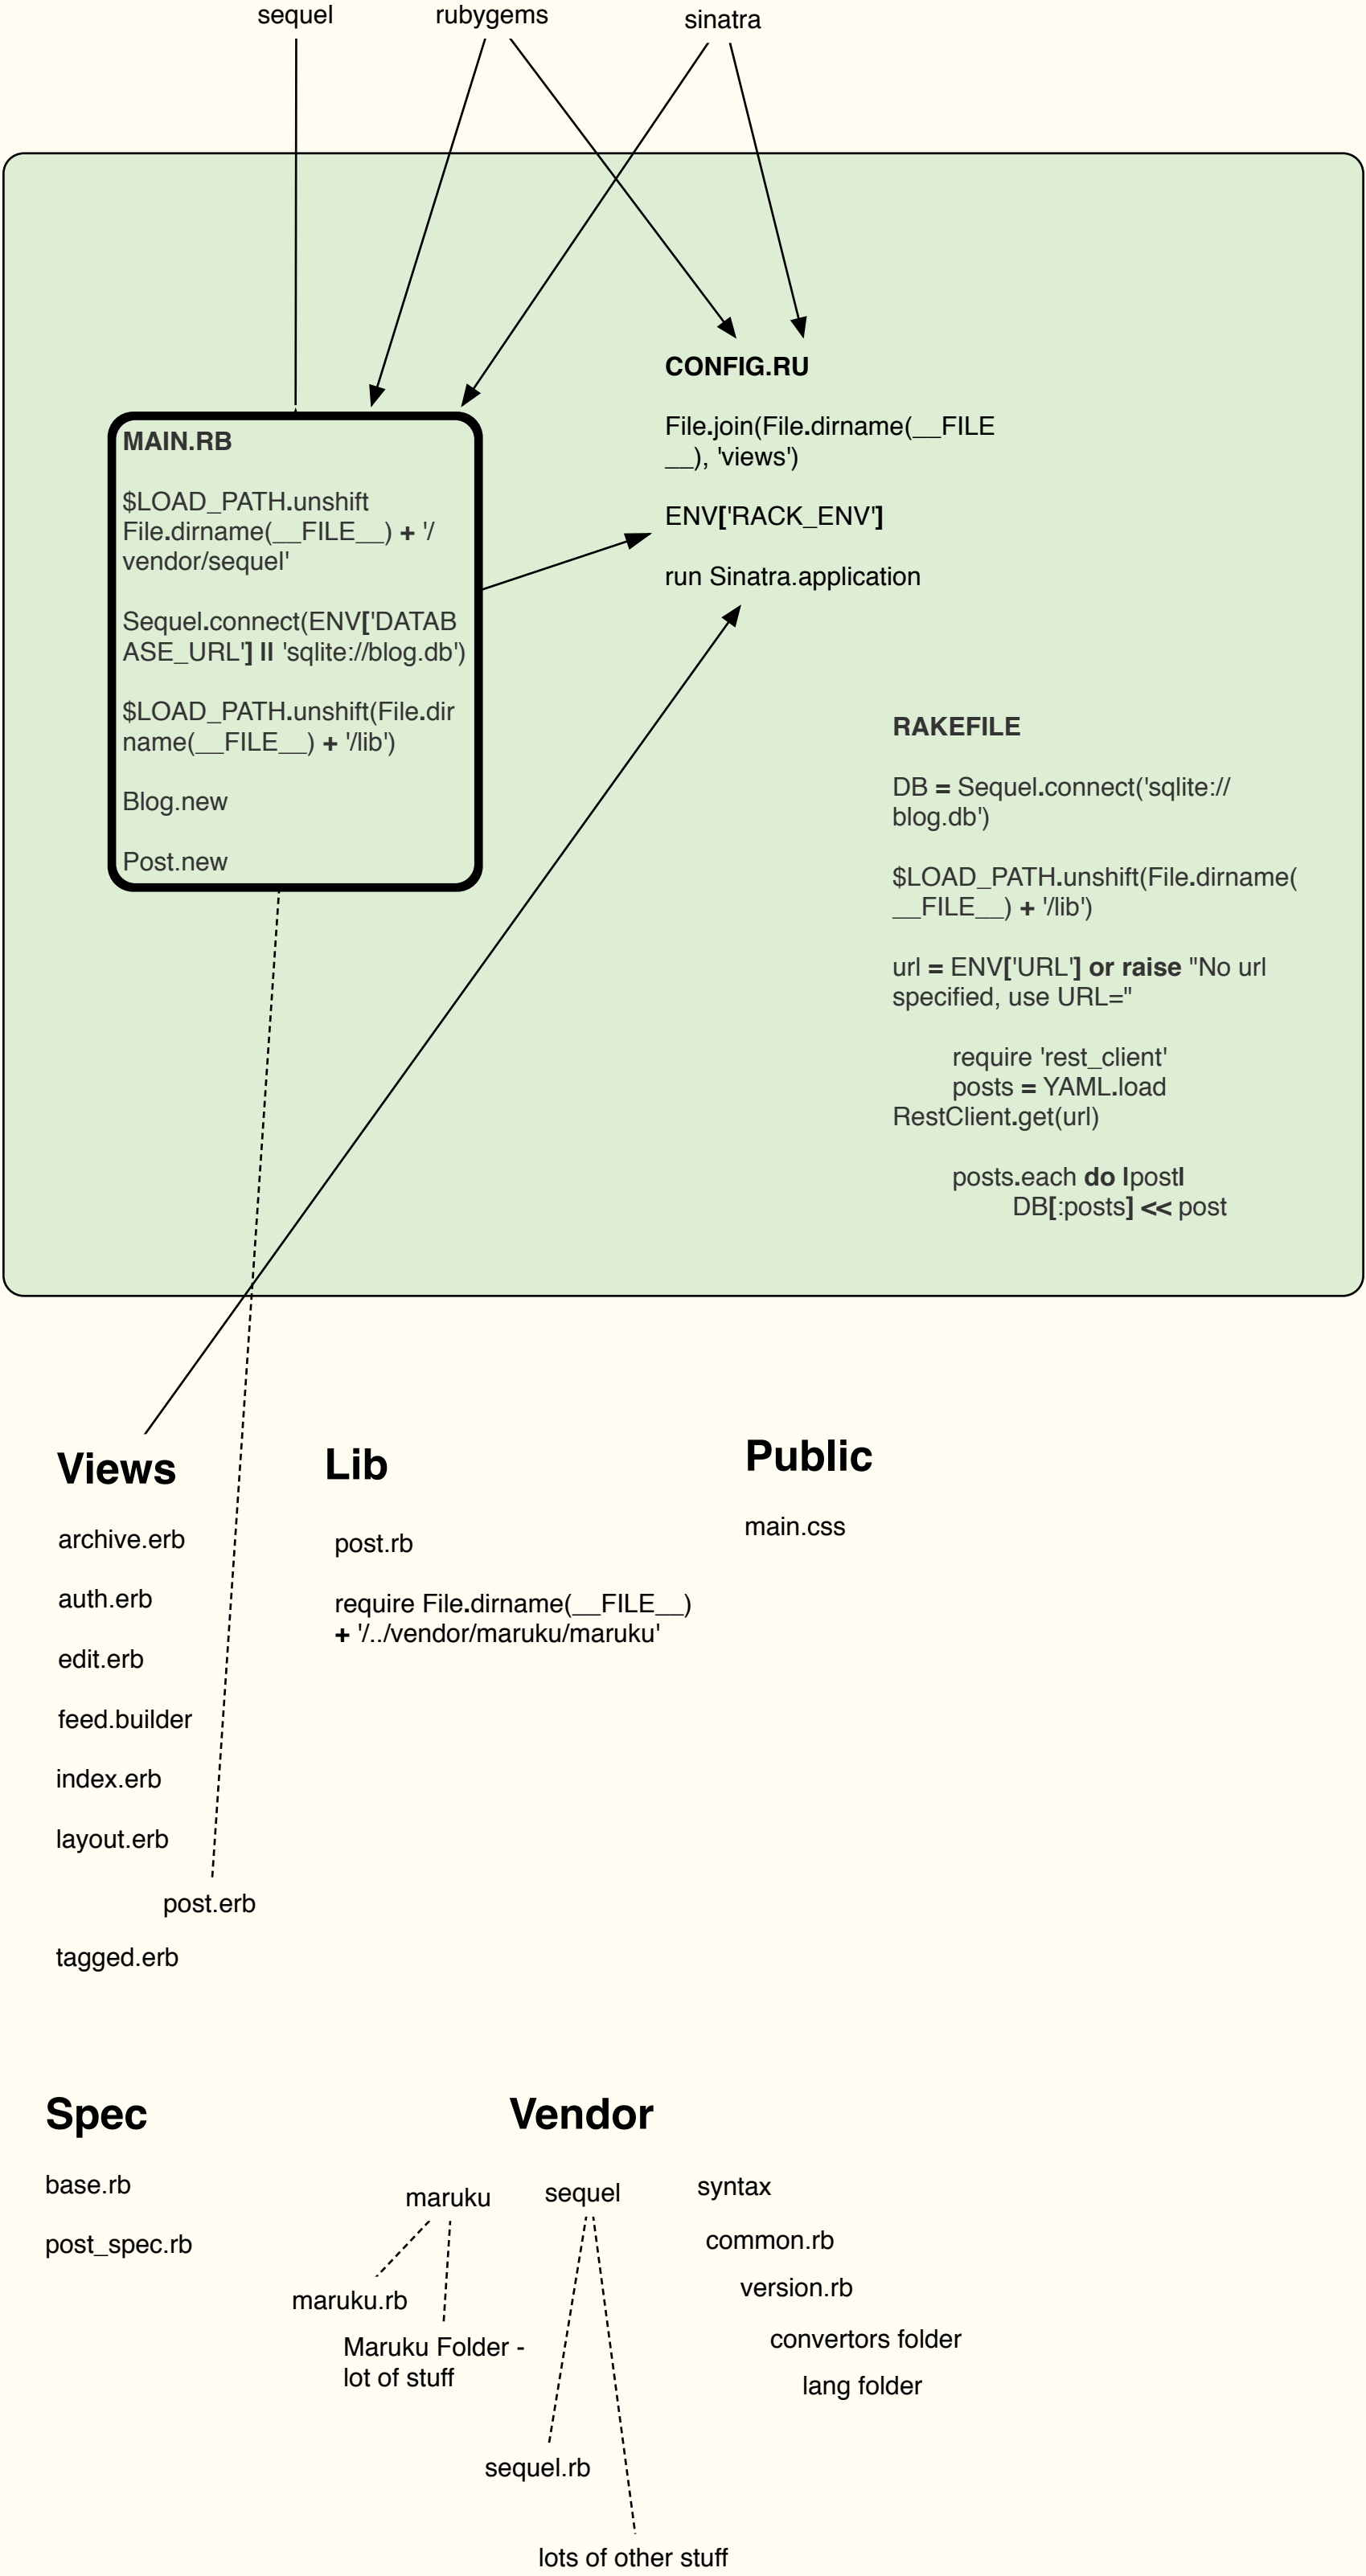 sequel
rubygems
sinatra
CONFIG.RU
File.join(File.dirname(__FILE
__), 'views')
ENV['RACK_ENV']
run Sinatra.application
MAIN.RB
$LOAD_PATH.unshift
File.dirname(__FILE__) + '/
vendor/sequel'
Sequel.connect(ENV['DATAB
ASE_URL'] || 'sqlite://blog.db')
$LOAD_PATH.unshift(File.dir
name(__FILE__) + '/lib')
Blog.new
Post.new
RAKEFILE
DB = Sequel.connect('sqlite://
blog.db')
$LOAD_PATH.unshift(File.dirname(
__FILE__) + '/lib')
url = ENV['URL'] or raise "No url
specified, use URL="
require 'rest_client'
posts = YAML.load
RestClient.get(url)
posts.each do |post|
DB[:posts] << post
Views
archive.erb
auth.erb
edit.erb
feed.builder
index.erb
layout.erb
post.erb
tagged.erb
Lib
post.rb
require File.dirname(__FILE__)
+ '/../vendor/maruku/maruku'
Public
main.css
Spec
base.rb
post_spec.rb
Vendor
maruku
maruku.rb
Maruku Folder -
lot of stuff
sequel
sequel.rb
lots of other stuff
syntax
common.rb
version.rb
convertors folder
lang folder